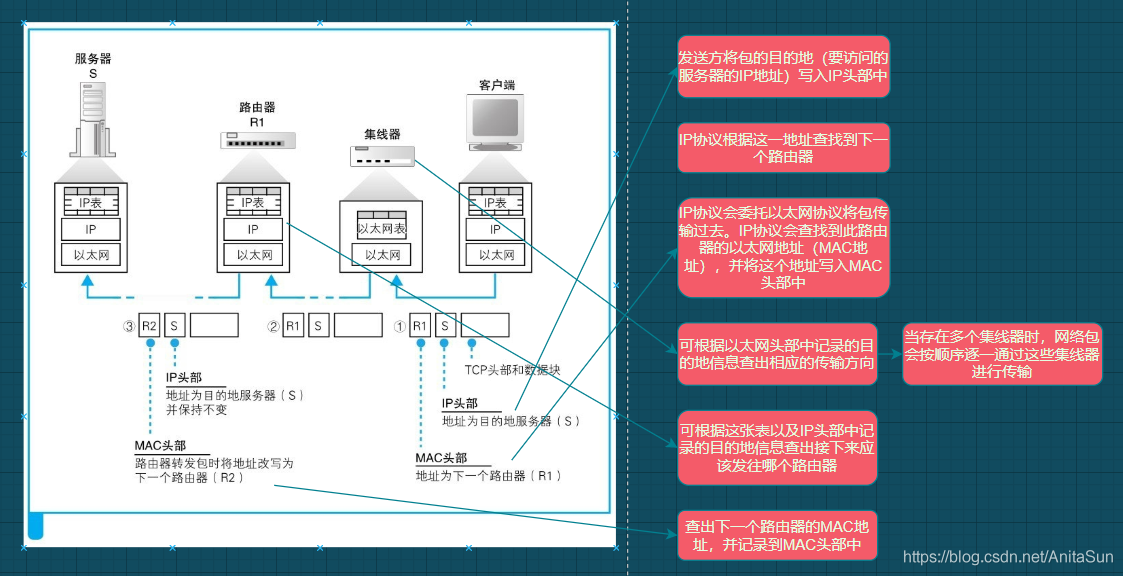 服务器
S
路由器
R1
集线器
客户端
IP表
IP
以太网
IP表
IP
以太网
以太网表
以太网
IP表
IP
以太网
③ R2 S
② R1 S
① R1 S
TCP头部和数据块
IP头部
地址为目的地服务器（S）
并保持不变
IP头部
地址为目的地服务器（S）
MAC头部
路由器转发包时将地址改写为
下一个路由器（R2）
MAC头部
地址为下一个路由器（R1）
发送方将包的目的地（要访问的
服务器的IP地址）写入IP头部中
IP协议根据这一地址查找到下一
个路由器
IP协议会委托以太网协议将包传
输过去。IP协议会查找到此路由
器的以太网地址（MAC地
址），并将这个地址写入MAC
头部中
可根据以太网头部中记录的目
的地信息查出相应的传输方向
当存在多个集线器时，网络包
会按顺序逐一通过这些集线器
进行传输
可根据这张表以及IP头部中记
录的目的地信息查出接下来应
该发往哪个路由器
查出下一个路由器的MAC地
址，并记录到MAC头部中
https://blog.csdn.net/AnitaSun